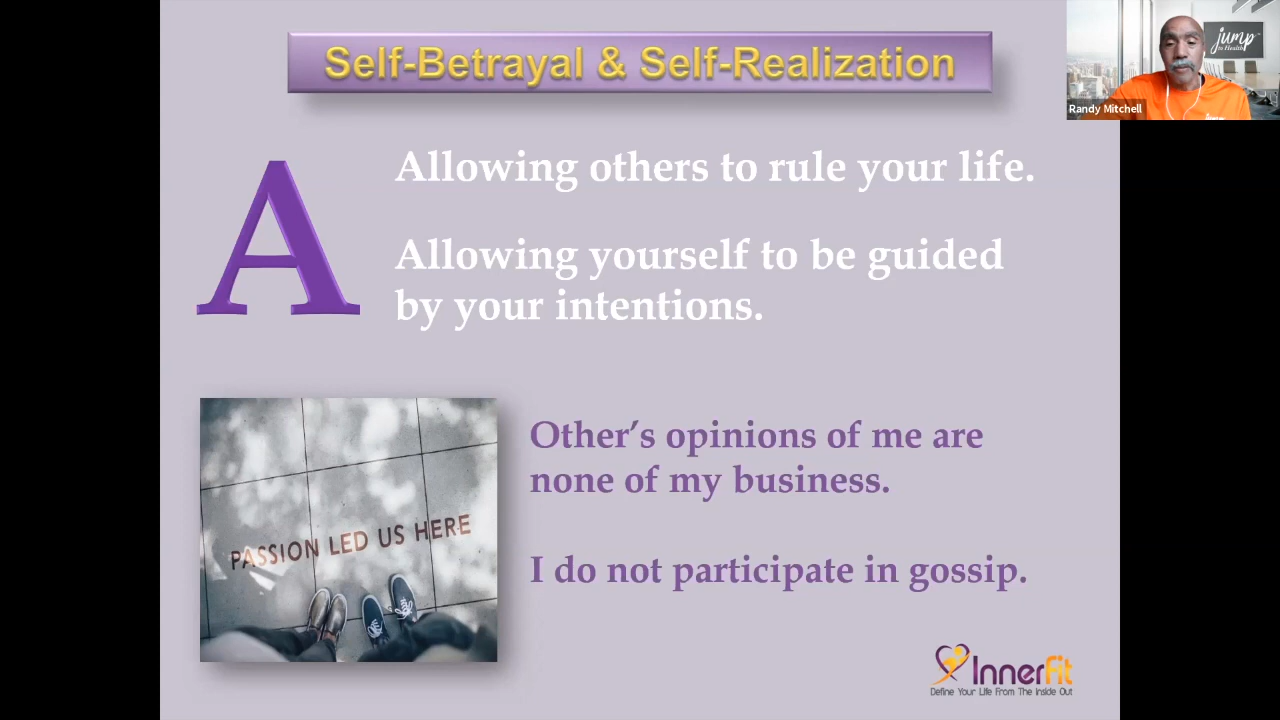 Self-Betrayal & Self-Realization
jump
to Health
Randy Mitchell
A
Allowing others to rule your life.
Allowing yourself to be guided
by your intentions.
PASSION LED US HERE
Other’s opinions of me are
none of my business.
I do not participate in gossip.
InnerFit
Define Your Life From The Inside Out